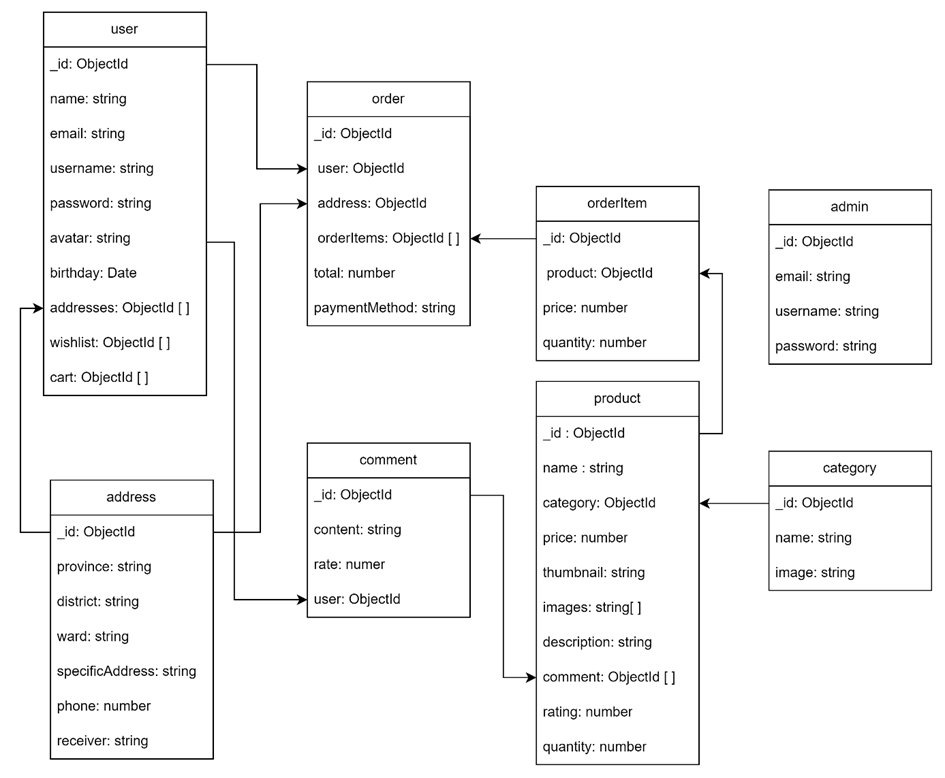 user
_id: ObjectId
name: string
email: string
username: string
password: string
avatar: string
birthday: Date
addresses: ObjectId [ ]
wishlist: ObjectId [ ]
cart: ObjectId [ ]
order
_id: ObjectId
user: ObjectId
address: ObjectId
orderItems: ObjectId [ ]
total: number
paymentMethod: string
orderItem
_id: ObjectId
product: ObjectId
price: number
quantity: number
admin
_id: ObjectId
email: string
username: string
password: string
address
_id: ObjectId
province: string
district: string
ward: string
specificAddress: string
phone: number
receiver: string
comment
_id: ObjectId
content: string
rate: numer
user: ObjectId
product
_id : ObjectId
name : string
category: ObjectId
price: number
thumbnail: string
images: string[ ]
description: string
comment: ObjectId [ ]
rating: number
quantity: number
category
_id: ObjectId
name: string
image: string